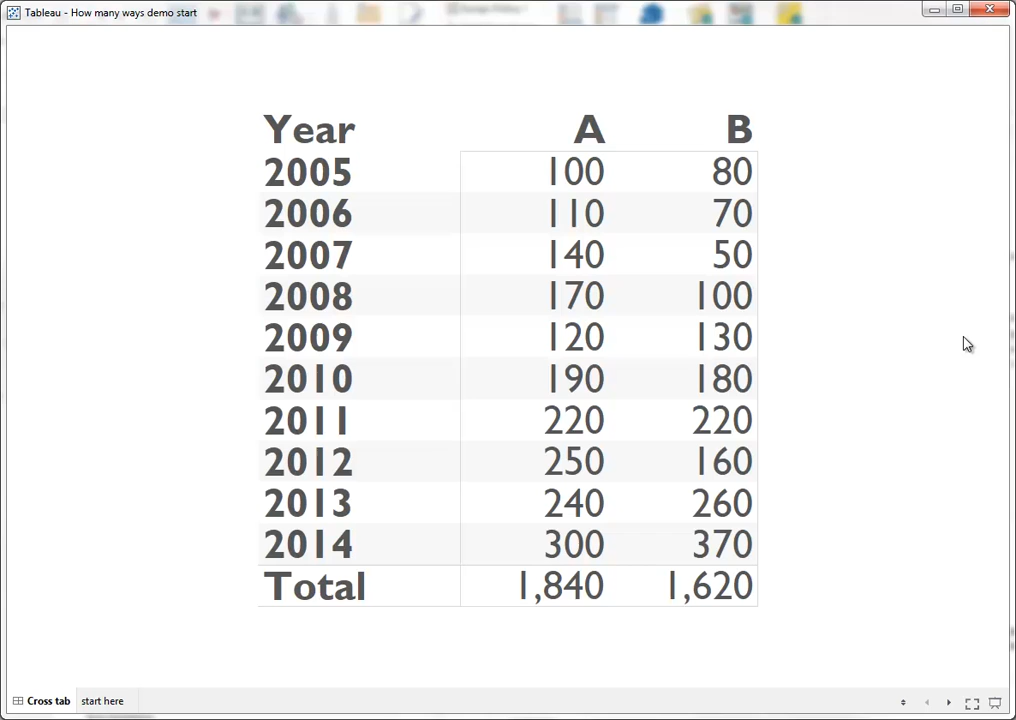 Tableau - How many ways demo start
Year A B
2005 100 80
2006 110 70
2007 140 50
2008 170 100
2009 120 130
2010 190 180
2011 220 220
2012 250 160
2013 240 260
2014 300 370
Total 1,840 1,620
Cross tab start here